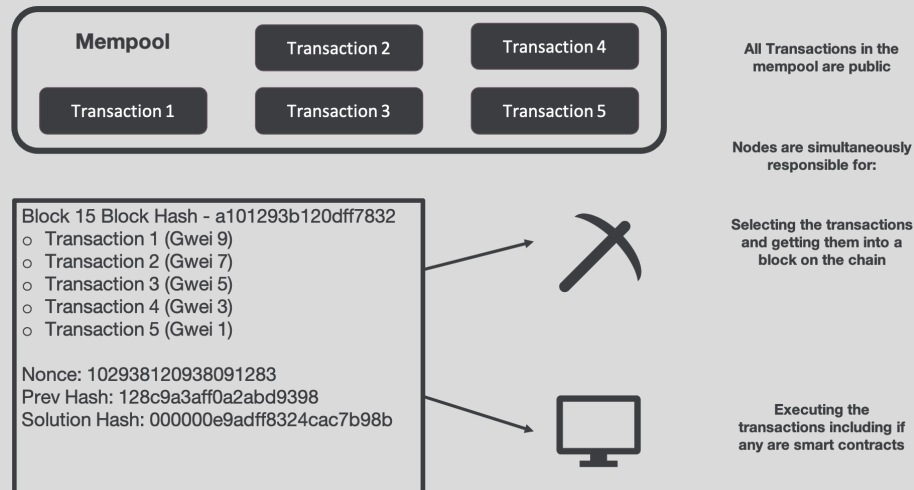 Mempool
Transaction 2
Transaction 4
Transaction 1
Transaction 3
Transaction 5
All Transactions in the
mempool are public
Nodes are simultaneously
responsible for:
Block 15 Block Hash - a101293b120dff7832
○ Transaction 1 (Gwei 9)
○ Transaction 2 (Gwei 7)
○ Transaction 3 (Gwei 5)
○ Transaction 4 (Gwei 3)
○ Transaction 5 (Gwei 1)
Nonce: 102938120938091283
Prev Hash: 128c9a3aff0a2abd9398
Solution Hash: 000000e9adff8324cac7b98b
Selecting the transactions
and getting them into a
block on the chain
Executing the
transactions including if
any are smart contracts